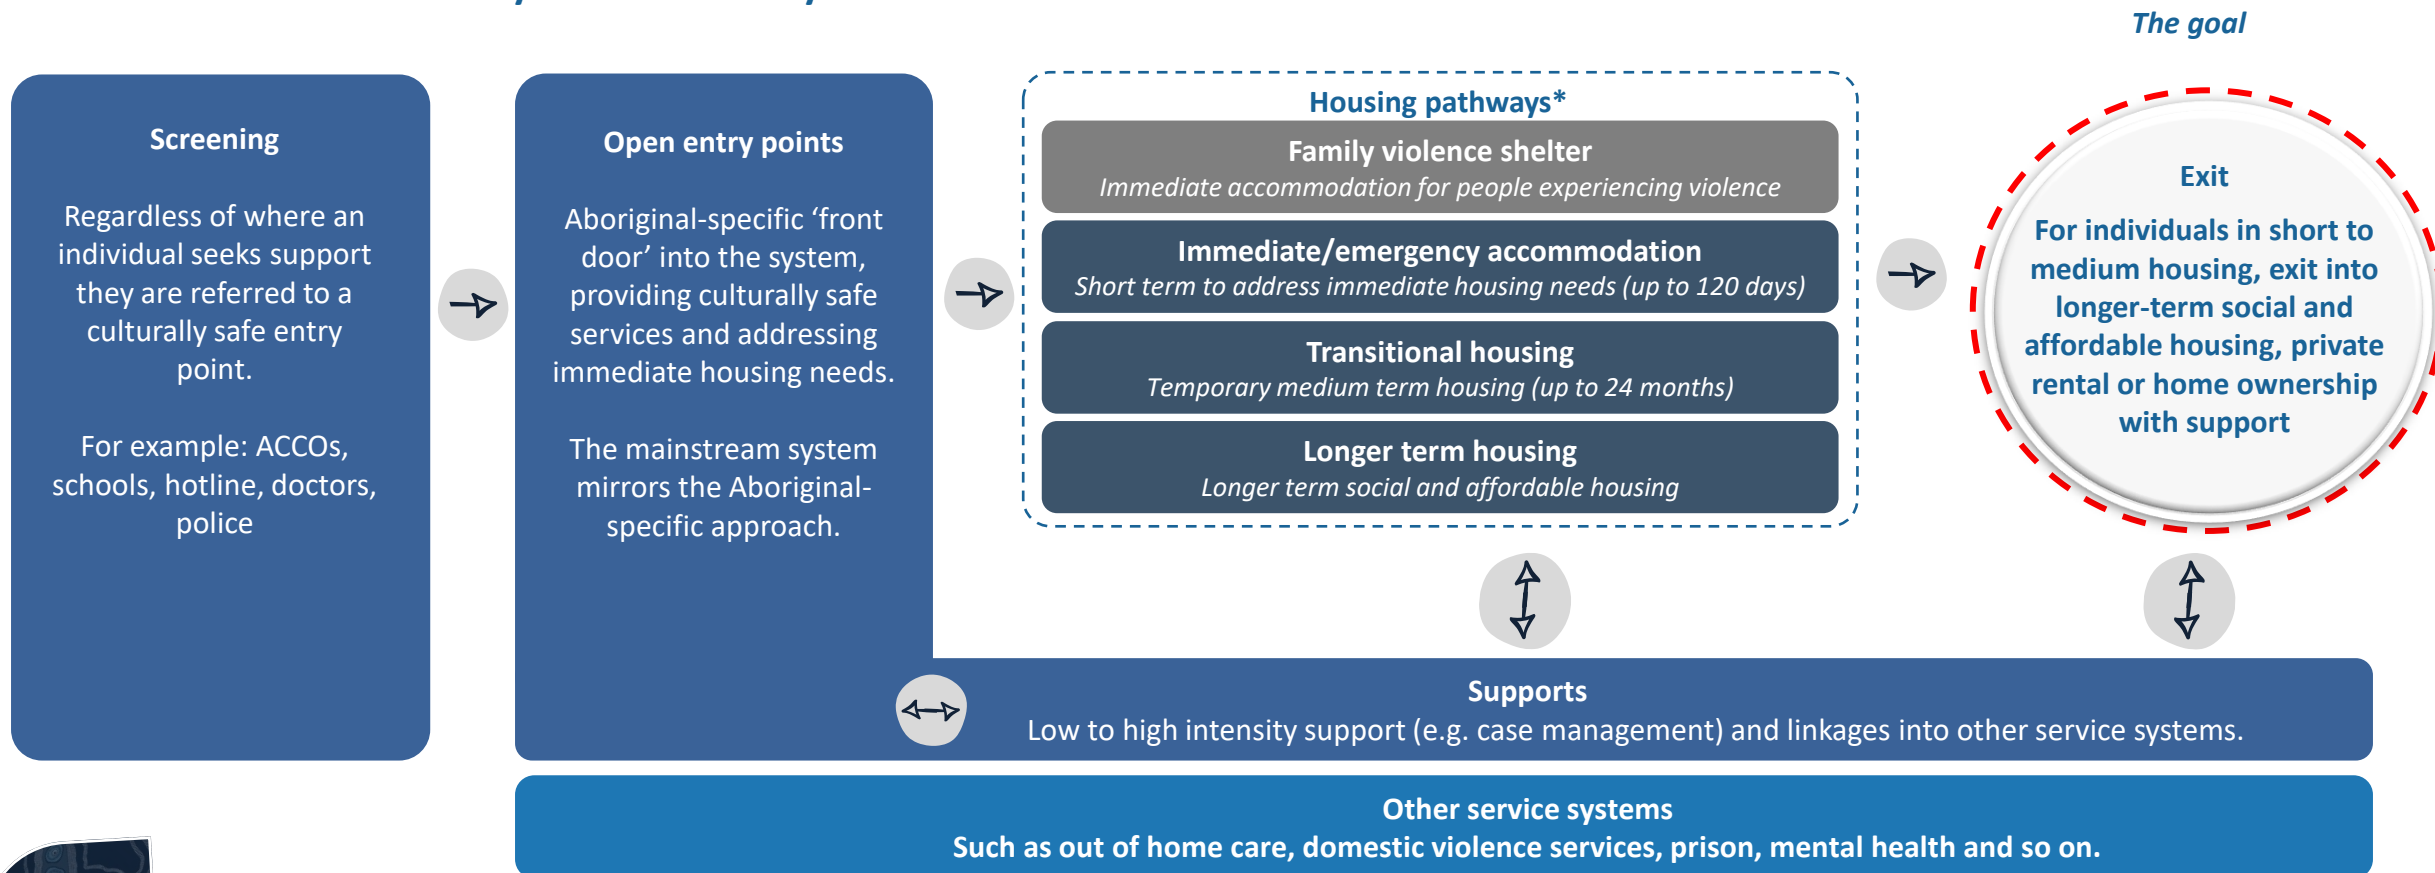 The goal
Screening
Regardless of where an
individual seeks support
they are referred to a
culturally safe entry
point.
For example: ACCOs,
schools, hotline, doctors,
police
Open entry points
Aboriginal-specific ‘front
door’ into the system,
providing culturally safe
services and addressing
immediate housing needs.
The mainstream system
mirrors the Aboriginal-
specific approach.
Housing pathways*
Family violence shelter
Immediate accommodation for people experiencing violence
Immediate/emergency accommodation
Short term to address immediate housing needs (up to 120 days)
Transitional housing
Temporary medium term housing (up to 24 months)
Longer term housing
Longer term social and affordable housing
Exit
For individuals in short to
medium housing, exit into
longer-term social and
affordable housing, private
rental or home ownership
with support
Supports
Low to high intensity support (e.g. case management) and linkages into other service systems.
Other service systems
Such as out of home care, domestic violence services, prison, mental health and so on.